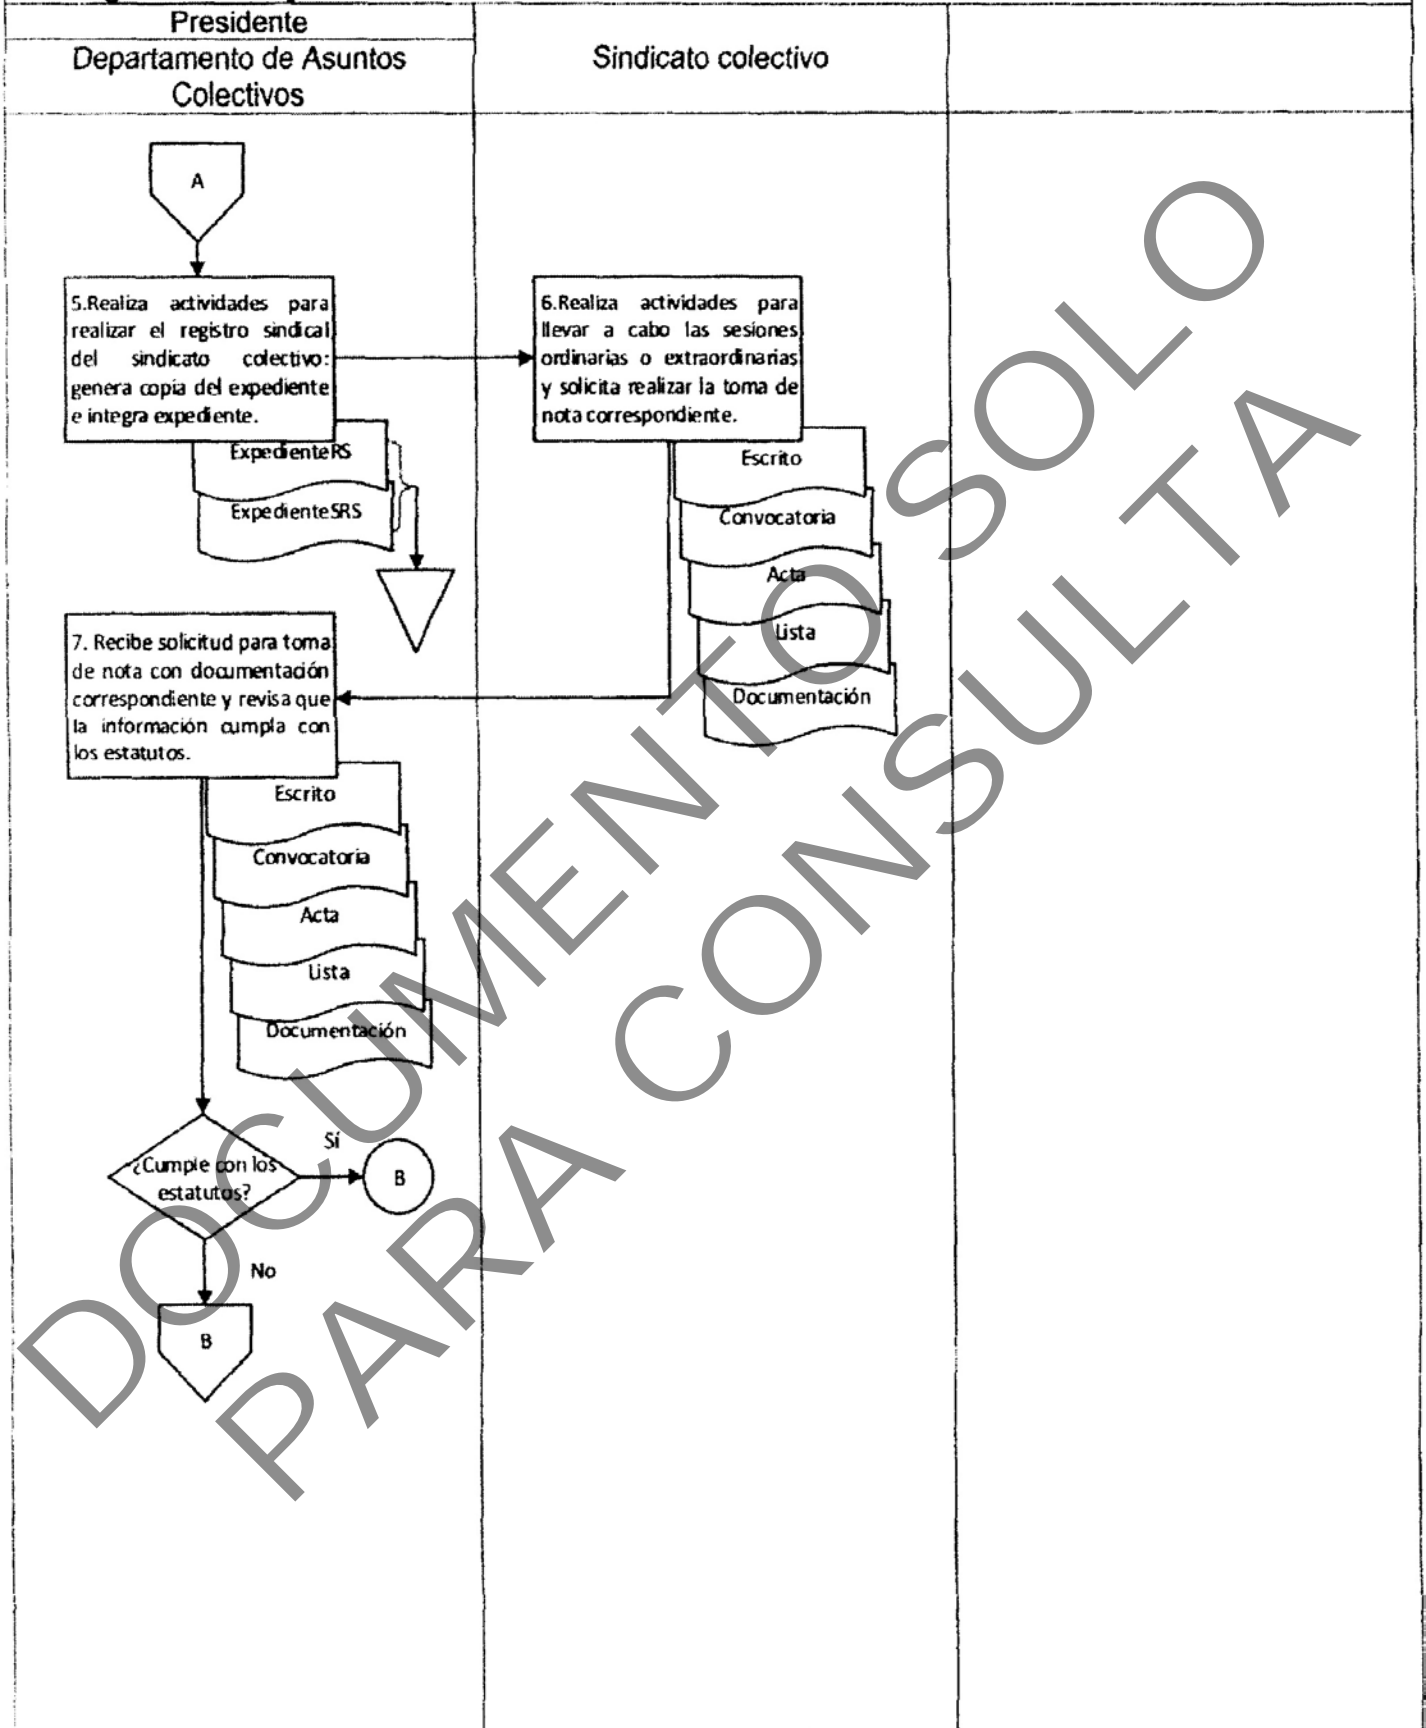 Presidente
Departamento de Asuntos
Colectivos
Sindicato colectivo
A
5.Realiza actividades para
realizar el registro sindical
del sindicato colectivo:
genera copia del expediente
e integra expediente.
ExpedienteRS
ExpedienteSRS
6.Realiza actividades para
llevar a cabo las sesiones
ordinarias o extraordinarias
y solicita realizar la toma de
nota correspondiente.
Escrito
Convocatoria
Acta
Lista
Documentación
7. Recibe solicitud para toma
de nota con documentación
correspondiente y revisa que
la información cumpla con
los estatutos.
Escrito
Convocatoria
Acta
Lista
Documentación
¿Cumple con los
estatutos?
Sí
B
No
B
DOCUMENTO SOLO
PARA CONSULTA